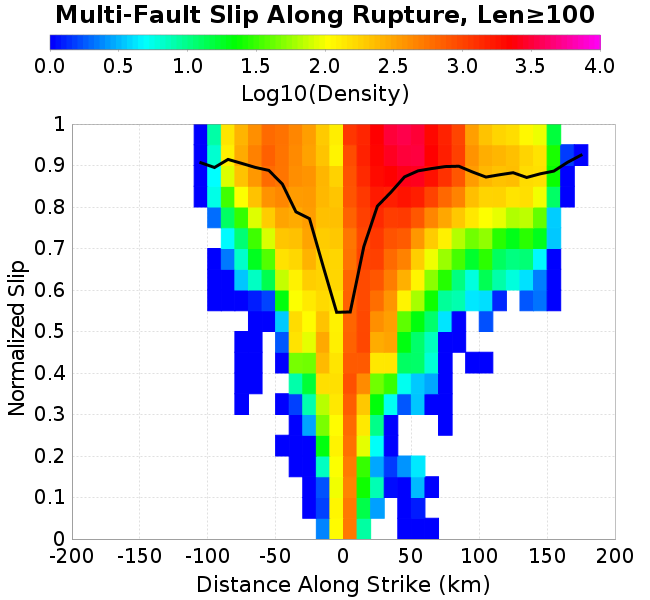 Multi-Fault Slip Along Rupture, Len≥100
0.0 0.5 1.0 1.5 2.0 2.5 3.0 3.5 4.0
Log10(Density)
1
0.9
0.8
0.7
0.6
0.5
0.4
0.3
0.2
0.1
0
Normalized Slip
-200 -150 -100 -50 0 50 100 150 200
Distance Along Strike (km)